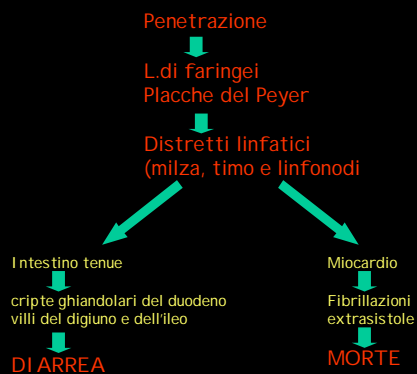 Penetrazione
L.di faringei
Placche del Peyer
Distretti linfatici
(milza, timo e linfonodi
Intestino tenue
cripte ghiandolari del duodeno
villi del digiuno e dell'ileo
DIARREA
Miocardio
Fibrillazioni
extrasistole
MORTE